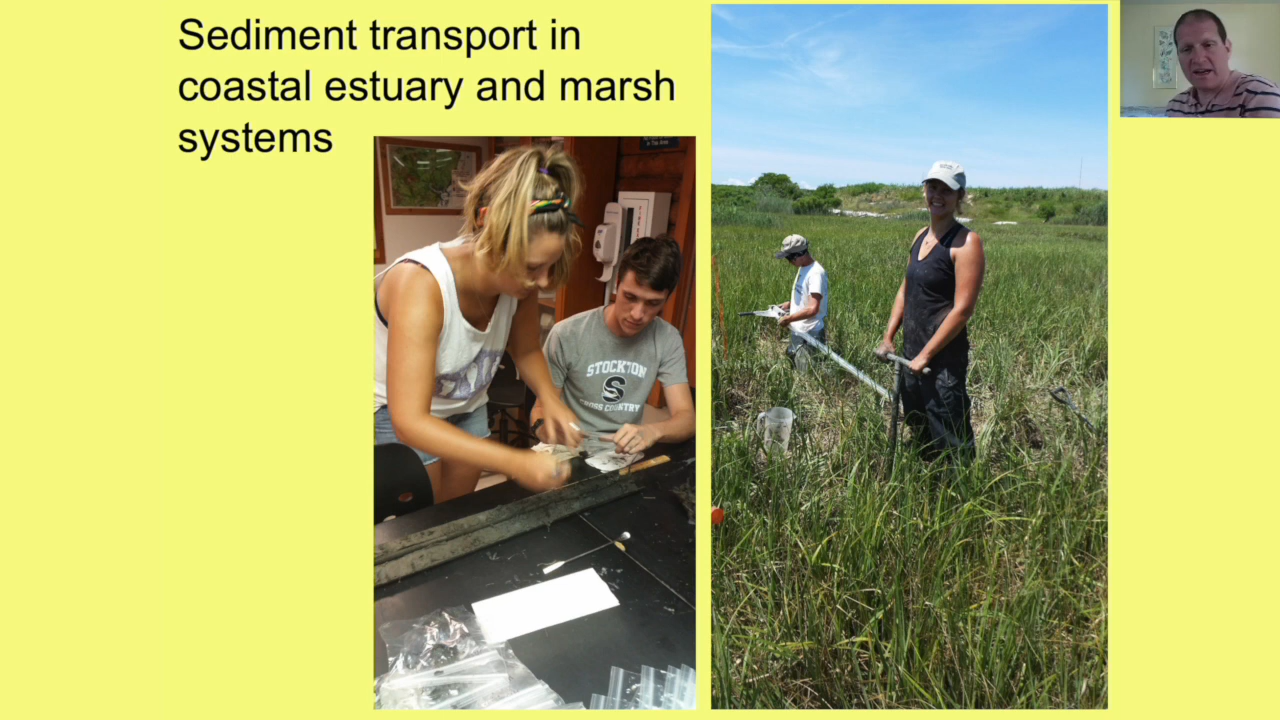 Sediment transport in
coastal estuary and marsh
systems
STOCKTON
S
CROSS COUNTRY